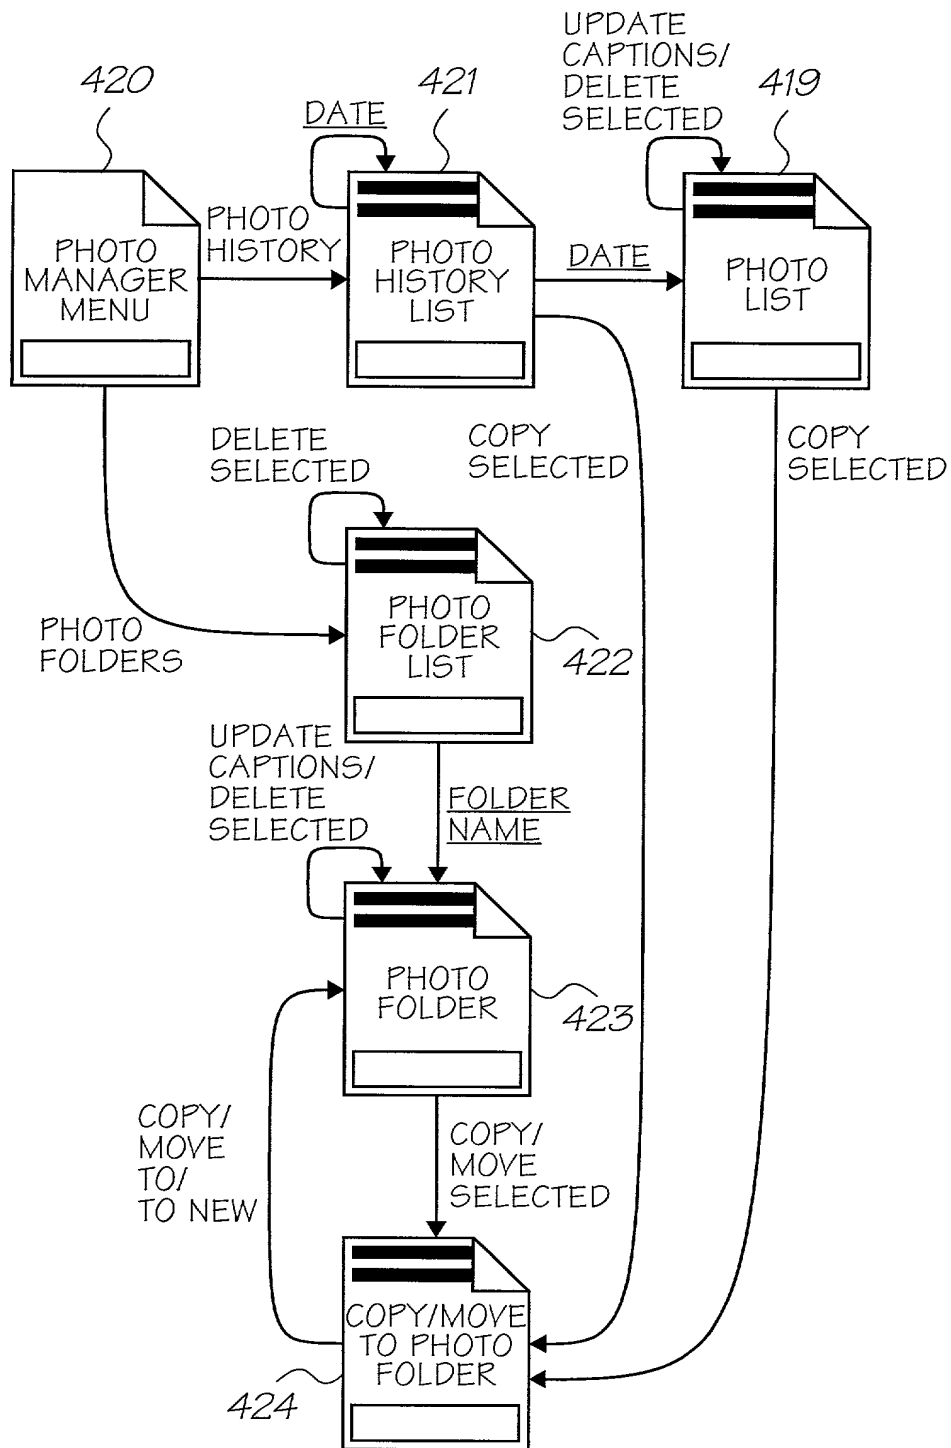 UPDATE
CAPTIONS/
DELETE
SELECTED
420
421
419
DATE
PHOTO
HISTORY
PHOTO
MANAGER
MENU
PHOTO
HISTORY
LIST
DATE
PHOTO
LIST
DELETE
SELECTED
COPY
SELECTED
COPY
SELECTED
PHOTO
FOLDERS
PHOTO
FOLDER
LIST
422
UPDATE
CAPTIONS/
DELETE
SELECTED
FOLDER
NAME
PHOTO
FOLDER
423
COPY/
MOVE
TO/
TO NEW
COPY/
MOVE
SELECTED
COPY/MOVE
TO PHOTO
FOLDER
424